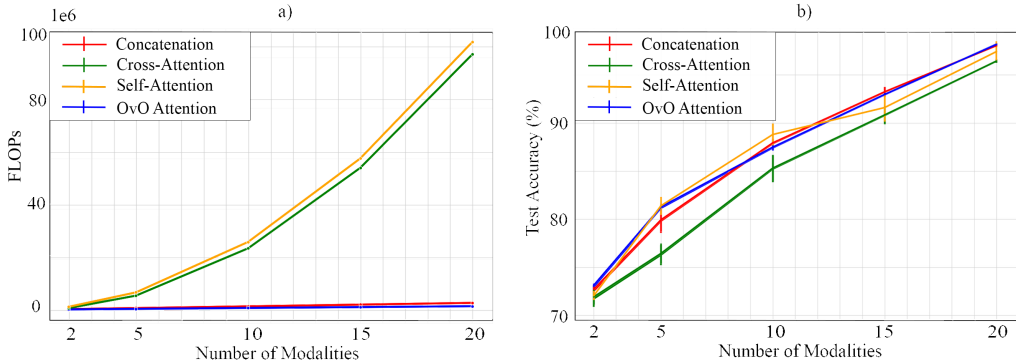 a)
1e6
100
80
40
0
FLOPs
Concatenation
Cross-Attention
Self-Attention
OvO Attention
2 5 10 15 20
Number of Modalities
b)
100
90
80
70
Test Accuracy (%)
Concatenation
Cross-Attention
Self-Attention
OvO Attention
2 5 10 15 20
Number of Modalities